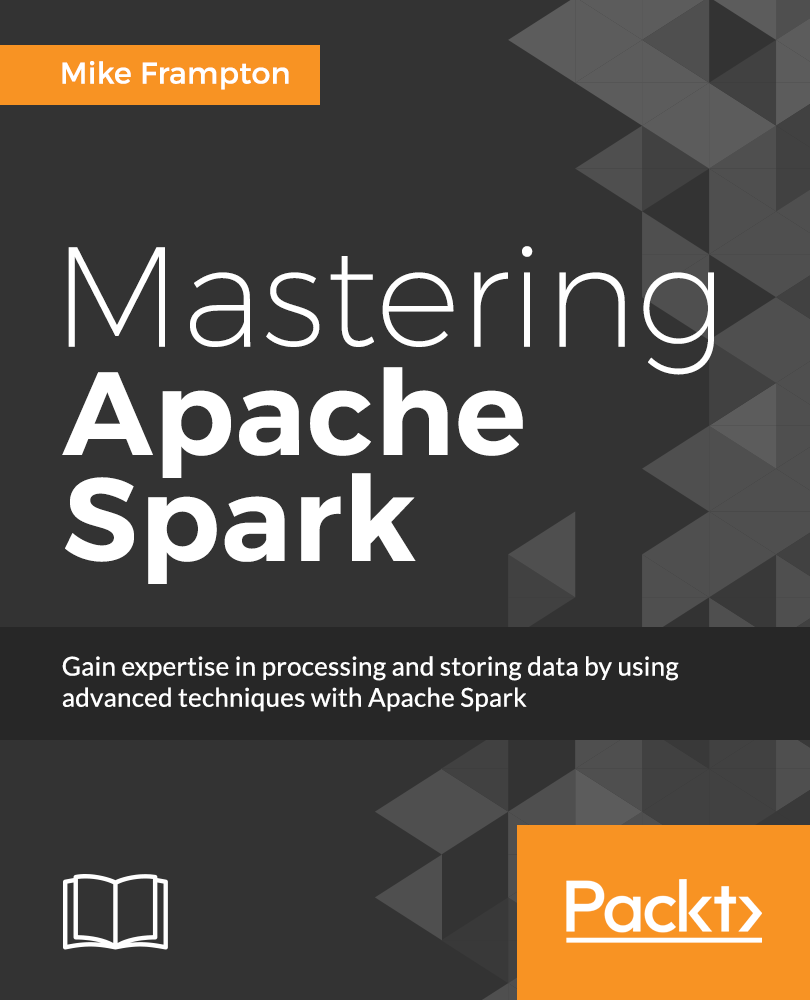 Mike Frampton
Mastering
Apache
Spark
Gain expertise in processing and storing data by using
advanced techniques with Apache Spark
Packt>